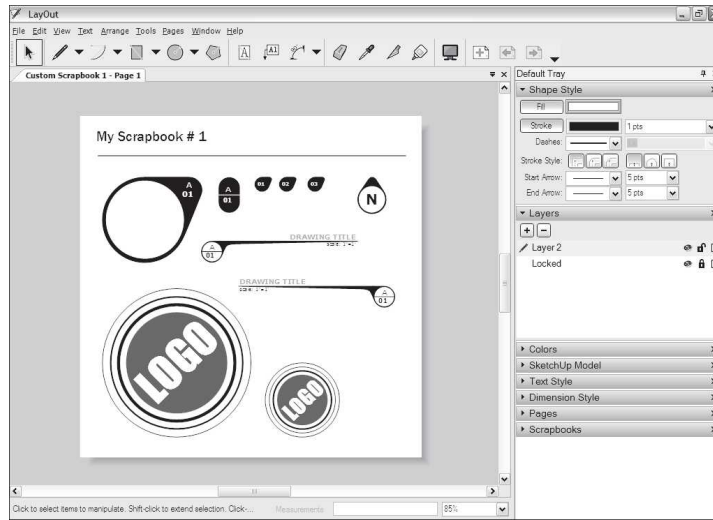 LayOut
File Edit View Text Arrange Tools Pages Window Help
A A1
Custom Scrapbook 1 - Page 1
Default Tray
Shape Style
Fill
Stroke 1 pts
Dashes:
Stroke Style:
Start Arrow: 5 pts
End Arrow: 5 pts
Layers
Layer 2
Locked
Colors
SketchUp Model
Text Style
Dimension Style
Pages
Scrapbooks
My Scrapbook # 1
A
01
A
01
01 02 03
N
DRAWING TITLE
A
01
DRAWING TITLE
A
01
LOGO
LOGO
Click to select items to manipulate. Shift-click to extend selection. Click-...
Measurements
85%